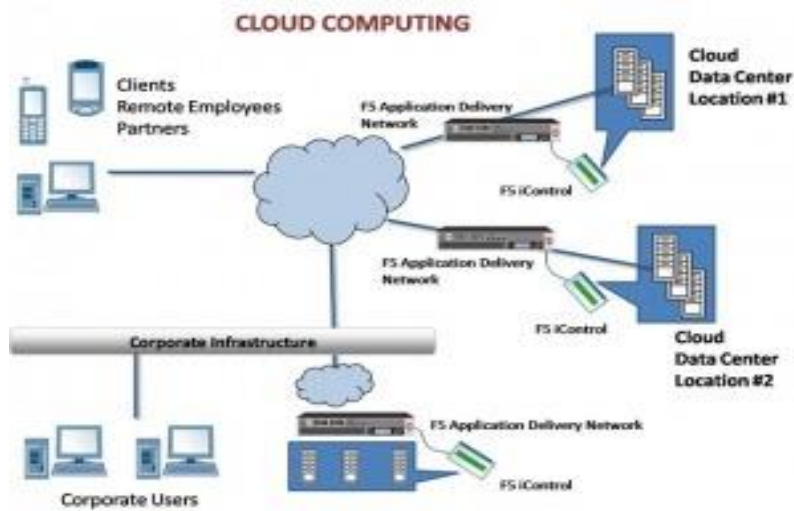 CLOUD COMPUTING
Clients
Remote Employees
Partners
F5 Application Delivery
Network
F5 iControl
Cloud
Data Center
Location #1
F5 Application Delivery
Network
F5 iControl
Cloud
Data Center
Location #2
Corporate Infrastructure
F5 Application Delivery Network
F5 iControl
Corporate Users